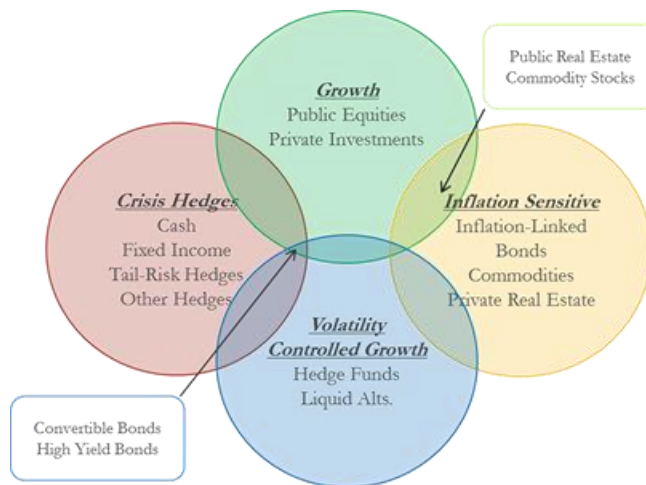 Public Real Estate
Commodity Stocks
Growth
Public Equities
Private Investments
Crisis Hedges
Cash
Fixed Income
Tail-Risk Hedges
Other Hedges
Inflation Sensitive
Inflation-Linked
Bonds
Commodities
Private Real Estate
Volatility
Controlled Growth
Hedge Funds
Liquid Alts.
Convertible Bonds
High Yield Bonds